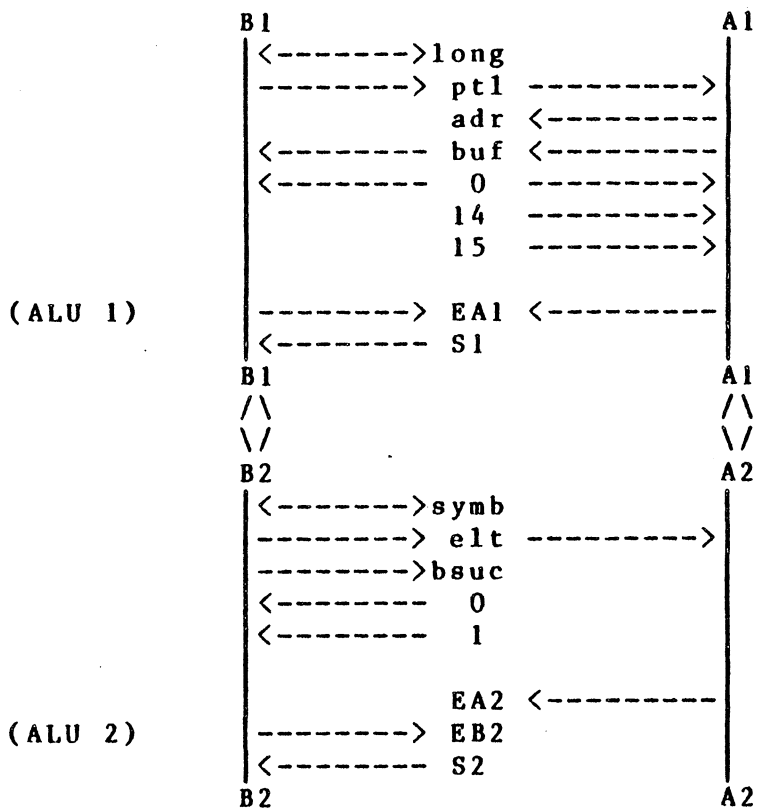 B1 A1
<------->long
--------> pt1 --------->
adr <---------
<-------- buf <---------
<-------- 0 --------->
14 --------->
15 --------->
(ALU 1) --------> EA1 <---------
<-------- S1
B1 A1
/\ /\
\/ \/
B2 A2
<------->symb
--------> elt --------->
-------->bsuc
<-------- 0
<-------- 1
EA2 <---------
(ALU 2) --------> EB2
<-------- S2
B2 A2